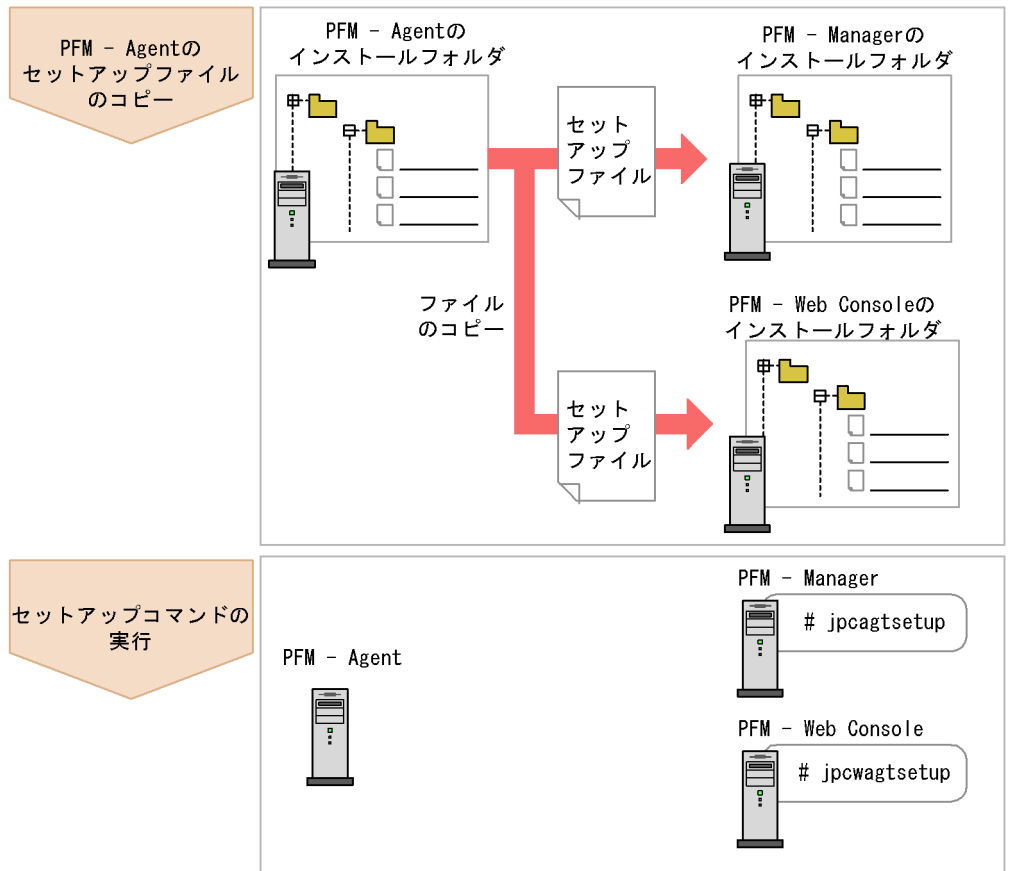 PFM - Agentの
セットアップファイル
のコピー
PFM - Agentの
インストールフォルダ
PFM - Managerの
インストールフォルダ
セット
アップ
ファイル
ファイル
のコピー
PFM - Web Consoleの
インストールフォルダ
セット
アップ
ファイル
セットアップコマンドの
実行
PFM - Agent
PFM - Manager
# jpcagtsetup
PFM - Web Console
# jpcwagtsetup